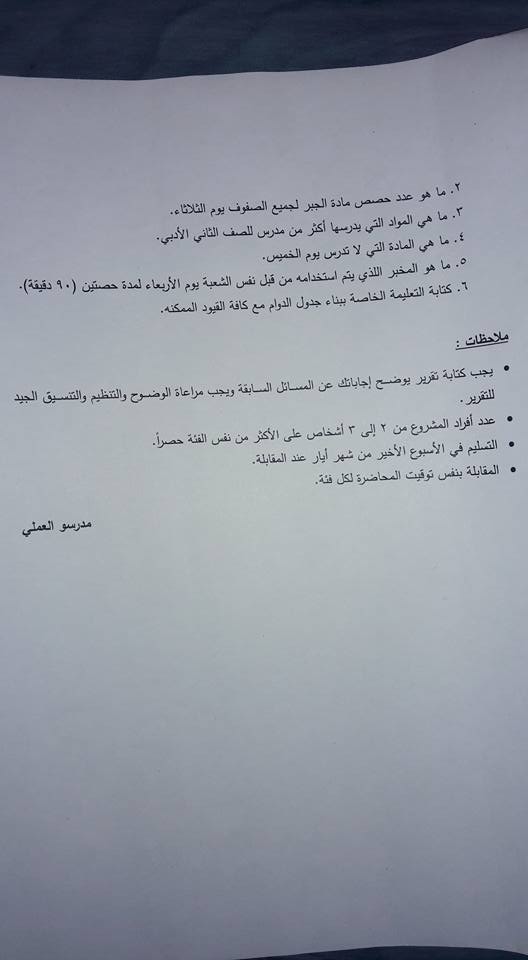 ٢. ما هو عدد حصص مادة الجبر لجميع الصفوف يوم الثلاثاء.
٣. ما هي المواد التي يدرسها أكثر من مدرس للصف الثاني الأدبي.
٤. ما هي المادة التي لا تدرس يوم الخميس.
٥. ما هو المخبر اللذي يتم استخدامه من قبل نفس الشعبة يوم الأربعاء لمدة حصتين (٩٠ دقيقة).
٦. كتابة التعليمة الخاصة ببناء جدول الدوام مع كافة القيود الممكنه.
ملاحظات :
• يجب كتابة تقرير يوضح إجاباتك عن المسائل السابقة ويجب مراعاة الوضوح والتنظيم والتنسيق الجيد
للتقرير .
• عدد أفراد المشروع من ٢ إلى ٣ أشخاص على الأكثر من نفس الفئة حصراً.
• التسليم في الأسبوع الأخير من شهر أيار عند المقابلة.
• المقابلة بنفس توقيت المحاضرة لكل فئة.
مدرسو العملي